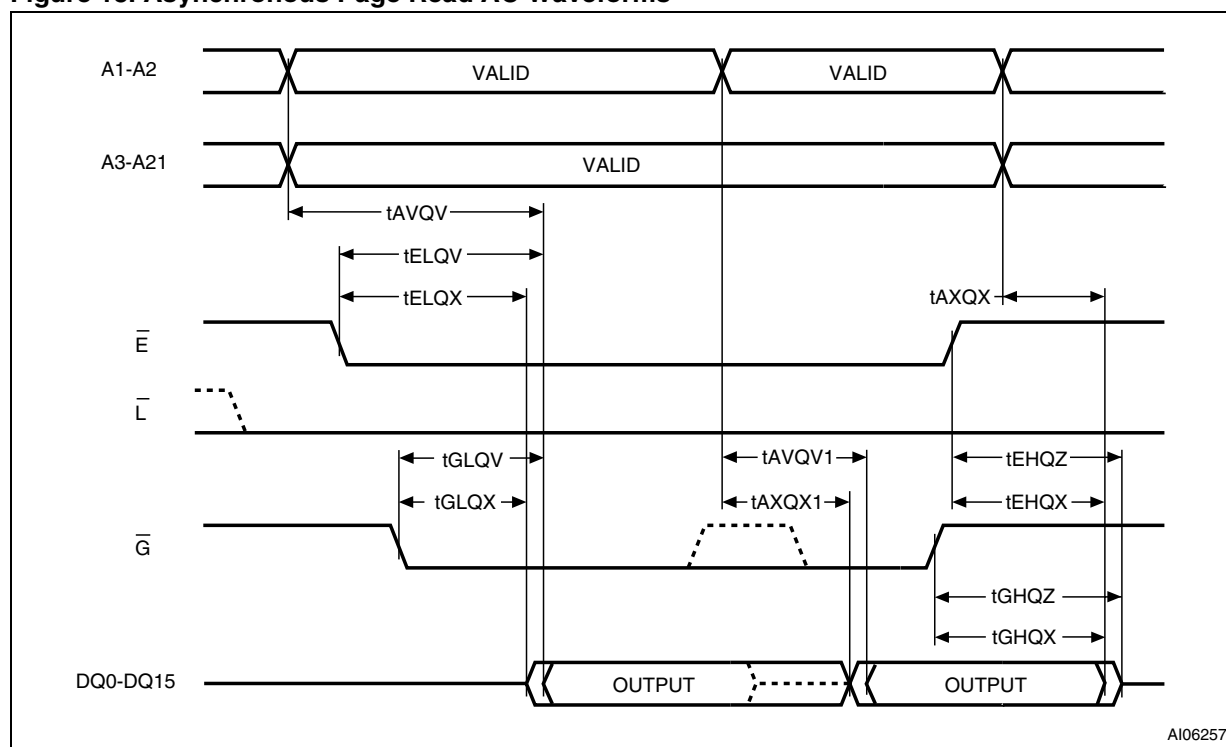 A1-A2 VALID VALID
A3-A21 VALID
tAVQV
tELQV
tELQX tAXQX
E
L
tGLQV tAVQV1 tEHQZ
tGLQX tAXQX1 tEHQX
G
tGHQZ
tGHQX
DQ0-DQ15 OUTPUT OUTPUT
AI06257